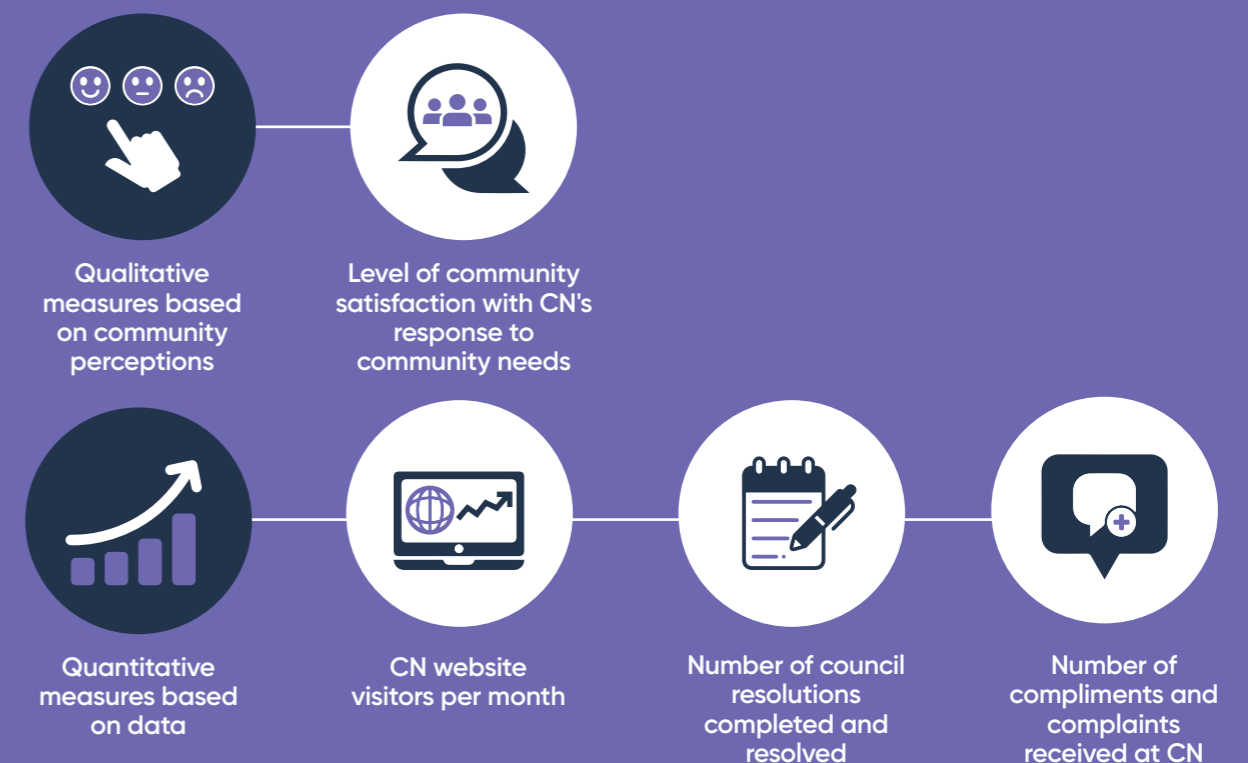 Qualitative
measures based
on community
perceptions
Level of community
satisfaction with CN's
response to
community needs
Quantitative
measures based
on data
CN website
visitors per month
Number of council
resolutions
completed and
resolved
Number of
compliments and
complaints
received at CN